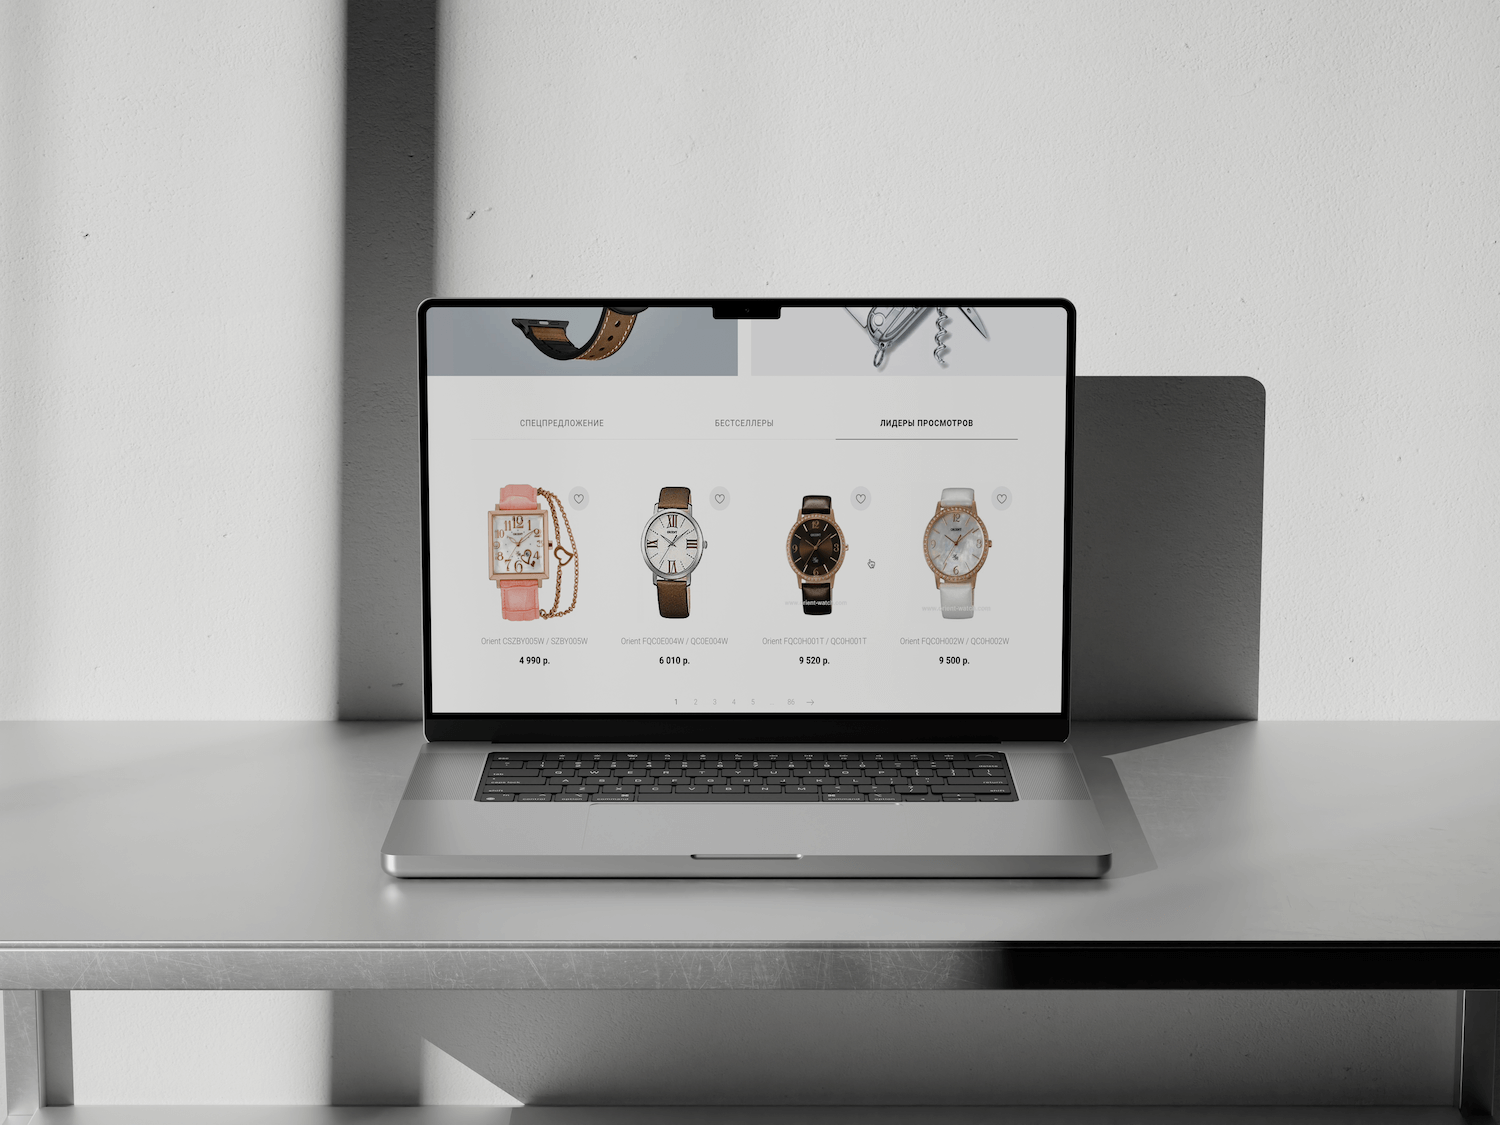 СПЕЦПРЕДЛОЖЕНИЕ
БЕСТСЕЛЛЕРЫ
ЛИДЕРЫ ПРОСМОТРОВ
Orient CSZBY005W / SZBY005W
Orient FQC0E004W / QC0E004W
Orient FQC0H001T / QC0H001T
Orient FQC0H002W / QC0H002W
4 990 р.
6 010 р.
9 520 р.
9 500 р.
1 2 3 4 5 ... 86 →